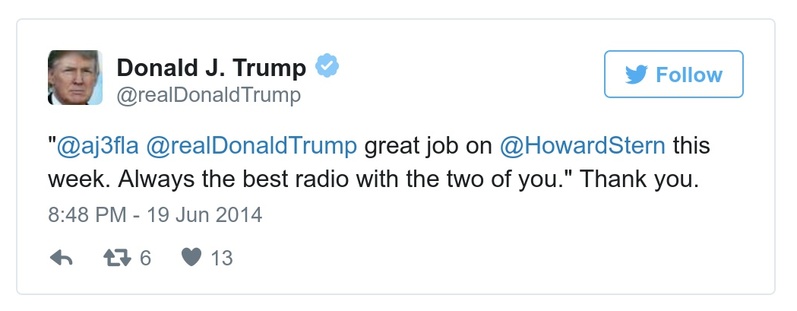 Donald J. Trump
@realDonaldTrump
Follow
"@aj3fla @realDonaldTrump great job on @HowardStern this
week. Always the best radio with the two of you." Thank you.
8:48 PM - 19 Jun 2014
6 13